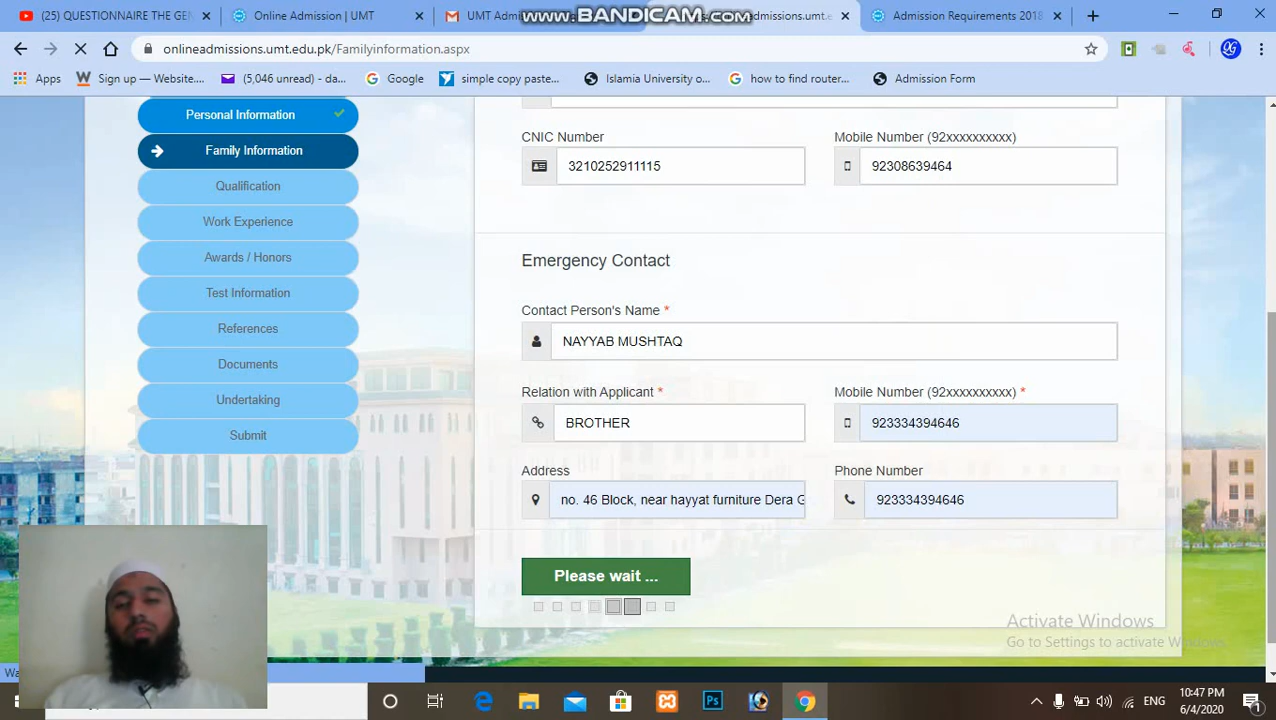 (25) QUESTIONNAIRE THE GEN
Online Admission | UMT
UMT Adm
www.BANDICAM.com
admissions.umt.e
Admission Requirements 2018
onlineadmissions.umt.edu.pk/Familyinformation.aspx
Apps
Sign up — Website....
(5,046 unread) - da...
Google
simple copy paste...
Islamia University o...
how to find router...
Admission Form
Personal Information
Family Information
Qualification
Work Experience
Awards / Honors
Test Information
References
Documents
Undertaking
Submit
CNIC Number
Mobile Number (92xxxxxxxxxx)
3210252911115
92308639464
Emergency Contact
Contact Person's Name *
NAYYAB MUSHTAQ
Relation with Applicant *
Mobile Number (92xxxxxxxxxx) *
BROTHER
923334394646
Address
Phone Number
no. 46 Block, near hayyat furniture Dera G
923334394646
Please wait ...
Activate Windows
Go to Settings to activate Windows.
ENG
10:47 PM
6/4/2020